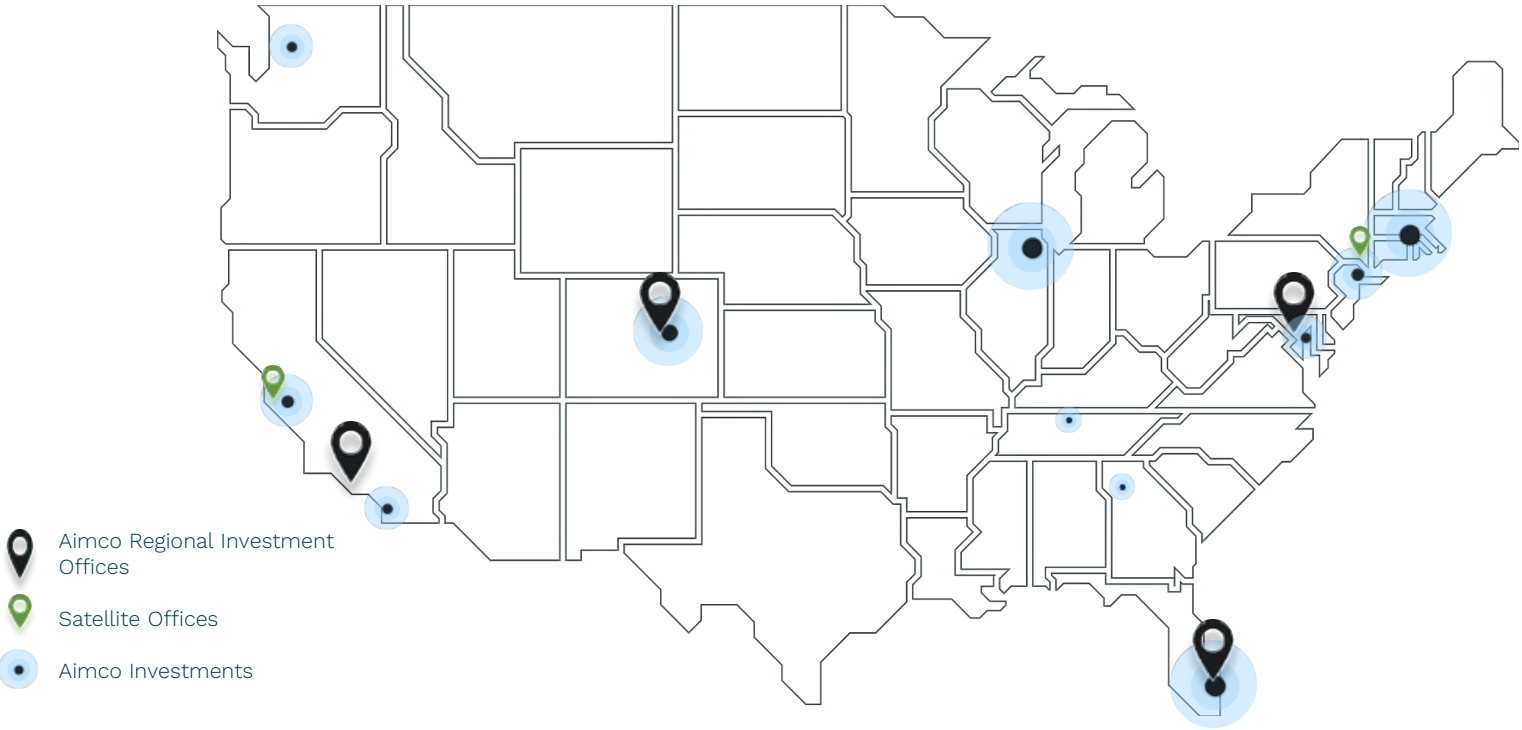 Aimco Regional Investment
Offices
Satellite Offices
Aimco Investments